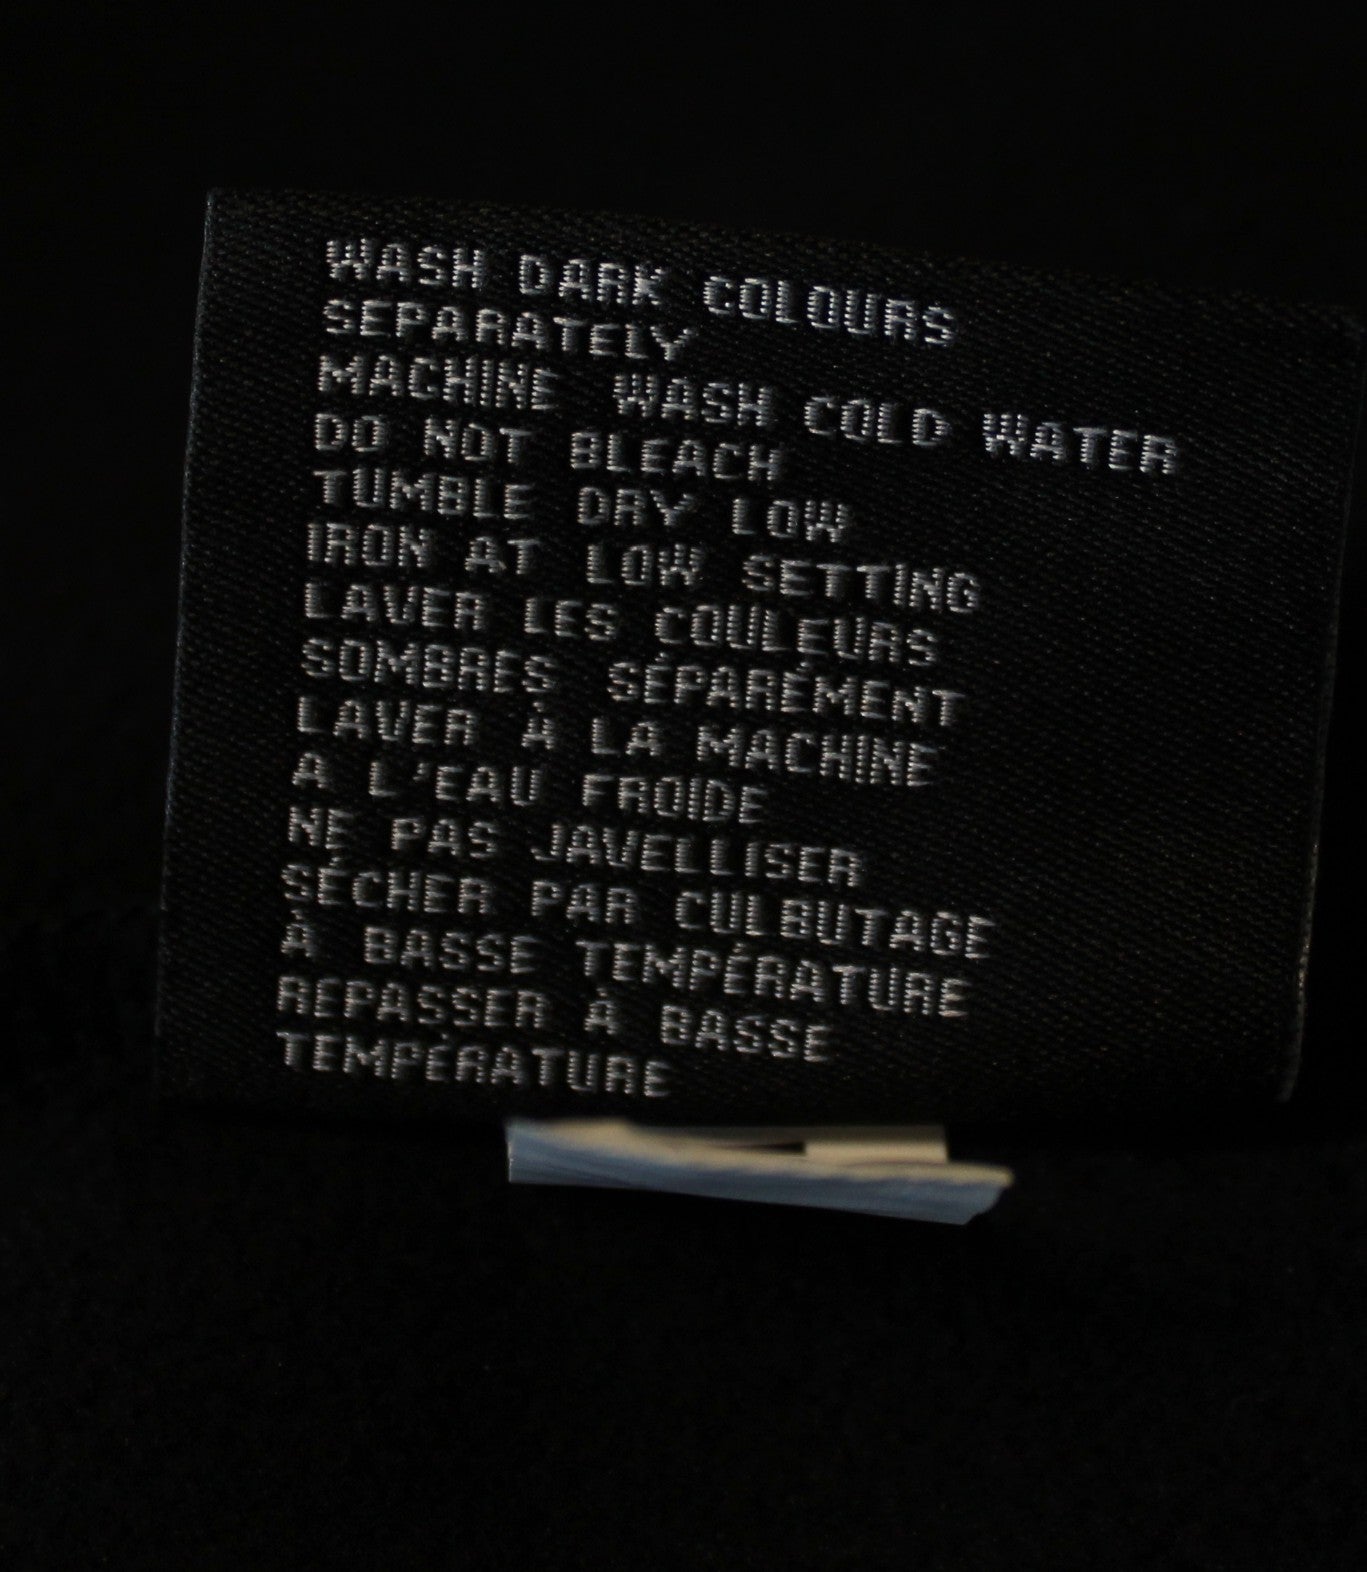 WASH DARK COLOURS
SEPARATELY
MACHINE WASH COLD WATER
DO NOT BLEACH
TUMBLE DRY LOW
IRON AT LOW SETTING
LAVER LES COULEURS
SOMBRES SÉPARÉMENT
LAVER À LA MACHINE
A L'EAU FROIDE
NE PAS JAVELLISER
SÉCHER PAR CULBUTAGE
À BASSE TEMPÉRATURE
REPASSER À BASSE
TEMPÉRATURE